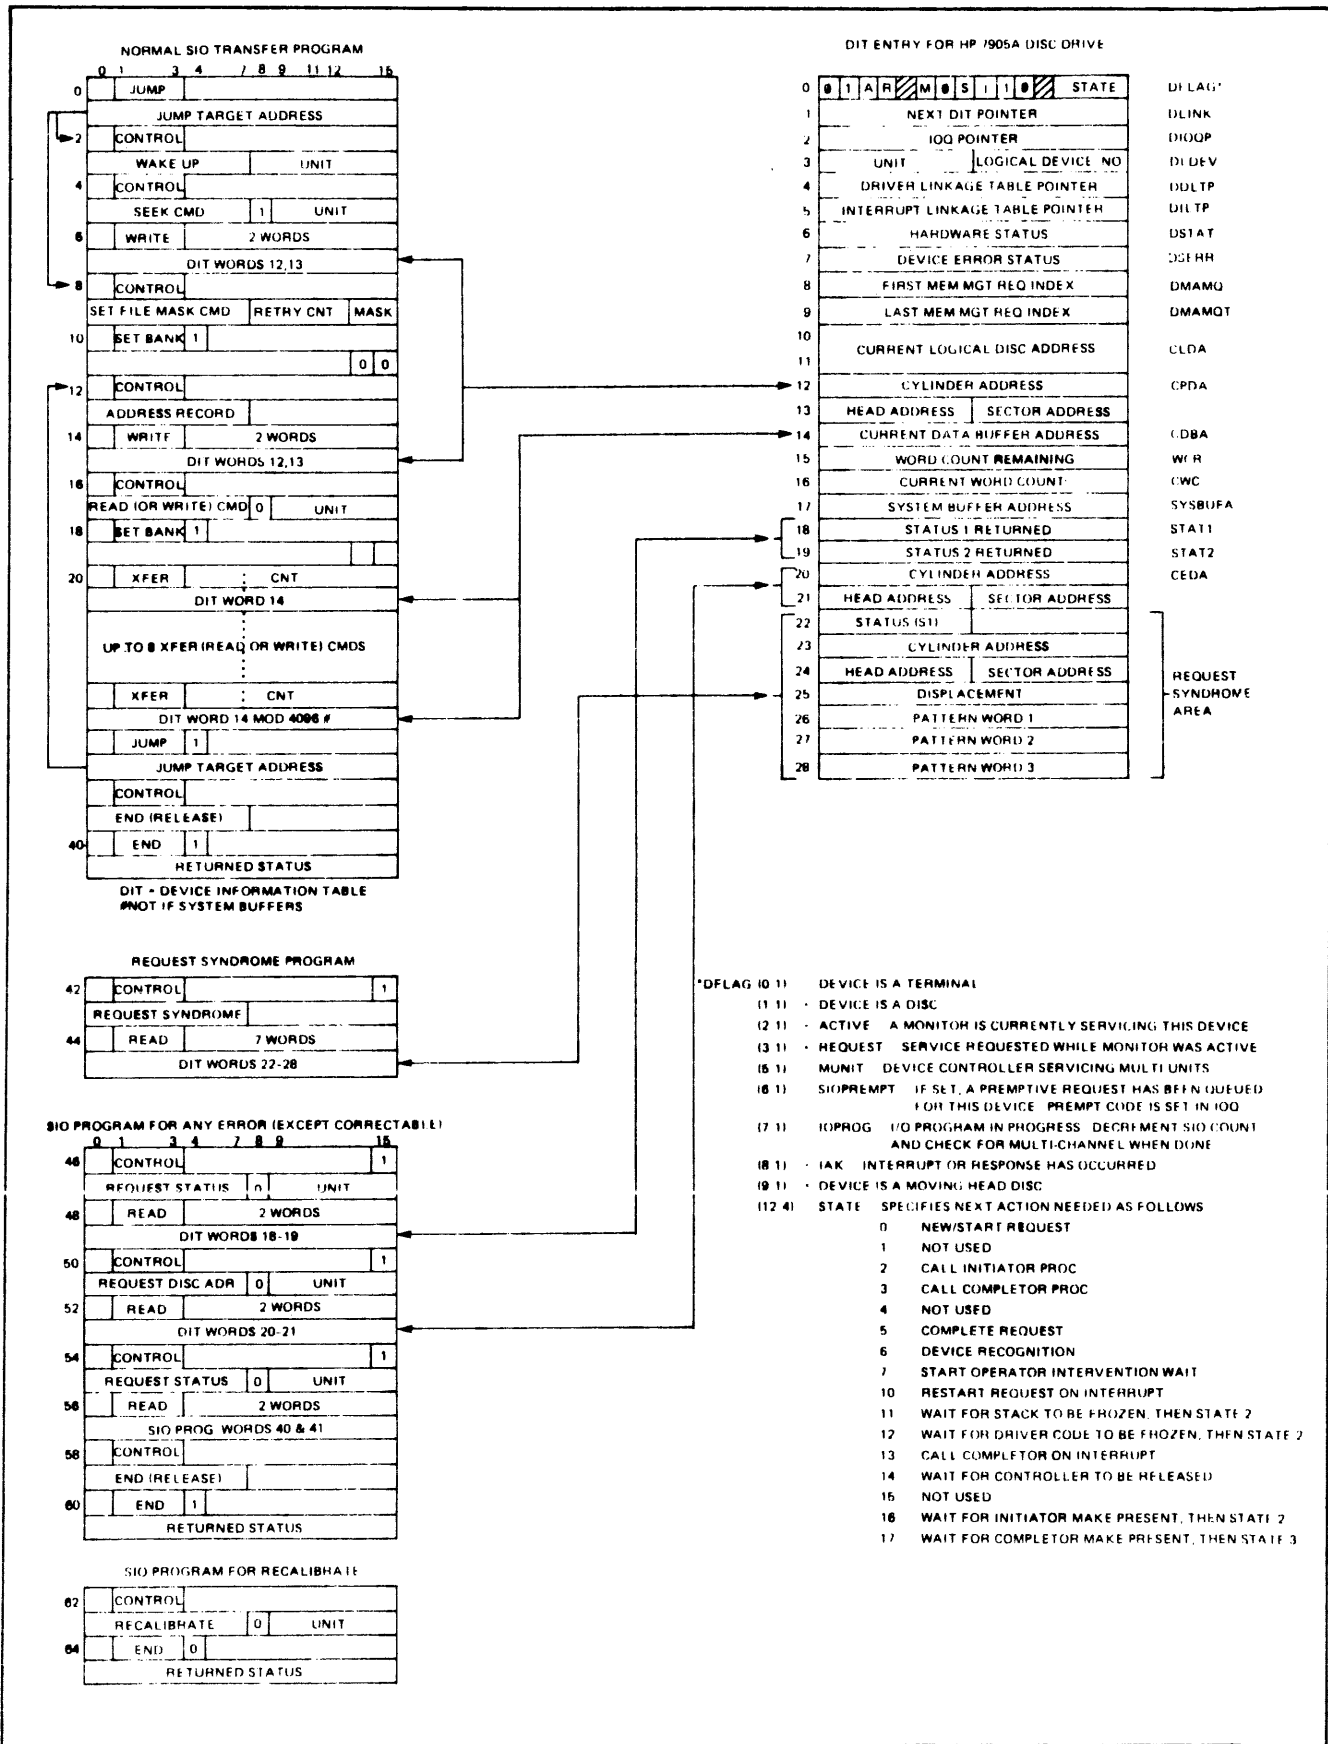 NORMAL SIO TRANSFER PROGRAM
0 1 3 4 7 8 9 11 12 15
0 JUMP
JUMP TARGET ADDRESS
2 CONTROL
WAKE UP UNIT
4 CONTROL
SEEK CMD 1 UNIT
6 WRITE 2 WORDS
DIT WORDS 12,13
8 CONTROL
SET FILE MASK CMD RETRY CNT MASK
10 SET BANK 1
0 0
12 CONTROL
ADDRESS RECORD
14 WRITE 2 WORDS
DIT WORDS 12,13
16 CONTROL
READ (OR WRITE) CMD 0 UNIT
18 SET BANK 1
20 XFER CNT
DIT WORD 14
UP TO 8 XFER (READ OR WRITE) CMDS
XFER CNT
DIT WORD 14 MOD 4096 #
JUMP 1
JUMP TARGET ADDRESS
CONTROL
END (RELEASE)
40 END 1
RETURNED STATUS
DIT - DEVICE INFORMATION TABLE
#NOT IF SYSTEM BUFFERS
REQUEST SYNDROME PROGRAM
42 CONTROL 1
REQUEST SYNDROME
44 READ 7 WORDS
DIT WORDS 22-28
SIO PROGRAM FOR ANY ERROR (EXCEPT CORRECTABLE)
0 1 3 4 7 8 9 15
46 CONTROL 1
REQUEST STATUS 0 UNIT
48 READ 2 WORDS
DIT WORDS 18-19
50 CONTROL 1
REQUEST DISC ADR 0 UNIT
52 READ 2 WORDS
DIT WORDS 20-21
54 CONTROL 1
REQUEST STATUS 0 UNIT
56 READ 2 WORDS
SIO PROG WORDS 40 & 41
58 CONTROL
END (RELEASE)
60 END 1
RETURNED STATUS
SIO PROGRAM FOR RECALIBRATE
62 CONTROL
RECALIBRATE 0 UNIT
64 END 0
RETURNED STATUS
DIT ENTRY FOR HP 7905A DISC DRIVE
0 0 1 A R M 0 S I 1 0 STATE DFLAG*
1 NEXT DIT POINTER DLINK
2 IOQ POINTER DIOQP
3 UNIT LOGICAL DEVICE NO DLDEV
4 DRIVER LINKAGE TABLE POINTER DDLTP
5 INTERRUPT LINKAGE TABLE POINTER DILTP
6 HARDWARE STATUS DSTAT
7 DEVICE ERROR STATUS DSERR
8 FIRST MEM MGT REQ INDEX DMAMQ
9 LAST MEM MGT REQ INDEX DMAMQT
10
CURRENT LOGICAL DISC ADDRESS CLDA
11
12 CYLINDER ADDRESS CPDA
13 HEAD ADDRESS SECTOR ADDRESS
14 CURRENT DATA BUFFER ADDRESS CDBA
15 WORD COUNT REMAINING WCR
16 CURRENT WORD COUNT CWC
17 SYSTEM BUFFER ADDRESS SYSBUFA
18 STATUS 1 RETURNED STAT1
19 STATUS 2 RETURNED STAT2
20 CYLINDER ADDRESS CEDA
21 HEAD ADDRESS SECTOR ADDRESS
22 STATUS (S1)
23 CYLINDER ADDRESS
24 HEAD ADDRESS SECTOR ADDRESS
25 DISPLACEMENT
26 PATTERN WORD 1
27 PATTERN WORD 2
28 PATTERN WORD 3
REQUEST
SYNDROME
AREA
*DFLAG (0 1) DEVICE IS A TERMINAL
(1 1) - DEVICE IS A DISC
(2 1) - ACTIVE A MONITOR IS CURRENTLY SERVICING THIS DEVICE
(3 1) - REQUEST SERVICE REQUESTED WHILE MONITOR WAS ACTIVE
(5 1) MUNIT DEVICE CONTROLLER SERVICING MULTI UNITS
(6 1) SIOPREMPT IF SET, A PREMPTIVE REQUEST HAS BEEN QUEUED
FOR THIS DEVICE PREMPT CODE IS SET IN IOQ
(7 1) IOPROG I/O PROGRAM IN PROGRESS DECREMENT SIO COUNT
AND CHECK FOR MULTI-CHANNEL WHEN DONE
(8 1) - IAK INTERRUPT OR RESPONSE HAS OCCURRED
(9 1) - DEVICE IS A MOVING HEAD DISC
(12 4) STATE SPECIFIES NEXT ACTION NEEDED AS FOLLOWS
0 NEW/START REQUEST
1 NOT USED
2 CALL INITIATOR PROC
3 CALL COMPLETOR PROC
4 NOT USED
5 COMPLETE REQUEST
6 DEVICE RECOGNITION
7 START OPERATOR INTERVENTION WAIT
10 RESTART REQUEST ON INTERRUPT
11 WAIT FOR STACK TO BE FROZEN, THEN STATE 2
12 WAIT FOR DRIVER CODE TO BE FROZEN, THEN STATE 2
13 CALL COMPLETOR ON INTERRUPT
14 WAIT FOR CONTROLLER TO BE RELEASED
15 NOT USED
16 WAIT FOR INITIATOR MAKE PRESENT, THEN STATE 2
17 WAIT FOR COMPLETOR MAKE PRESENT, THEN STATE 3